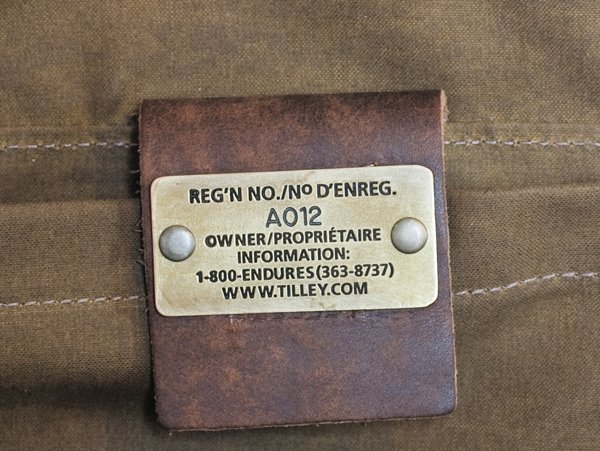 REG'N NO./NO D'ENREG.
A012
OWNER/PROPRIÉTAIRE
INFORMATION:
1-800-ENDURES(363-8737)
WWW.TILLEY.COM